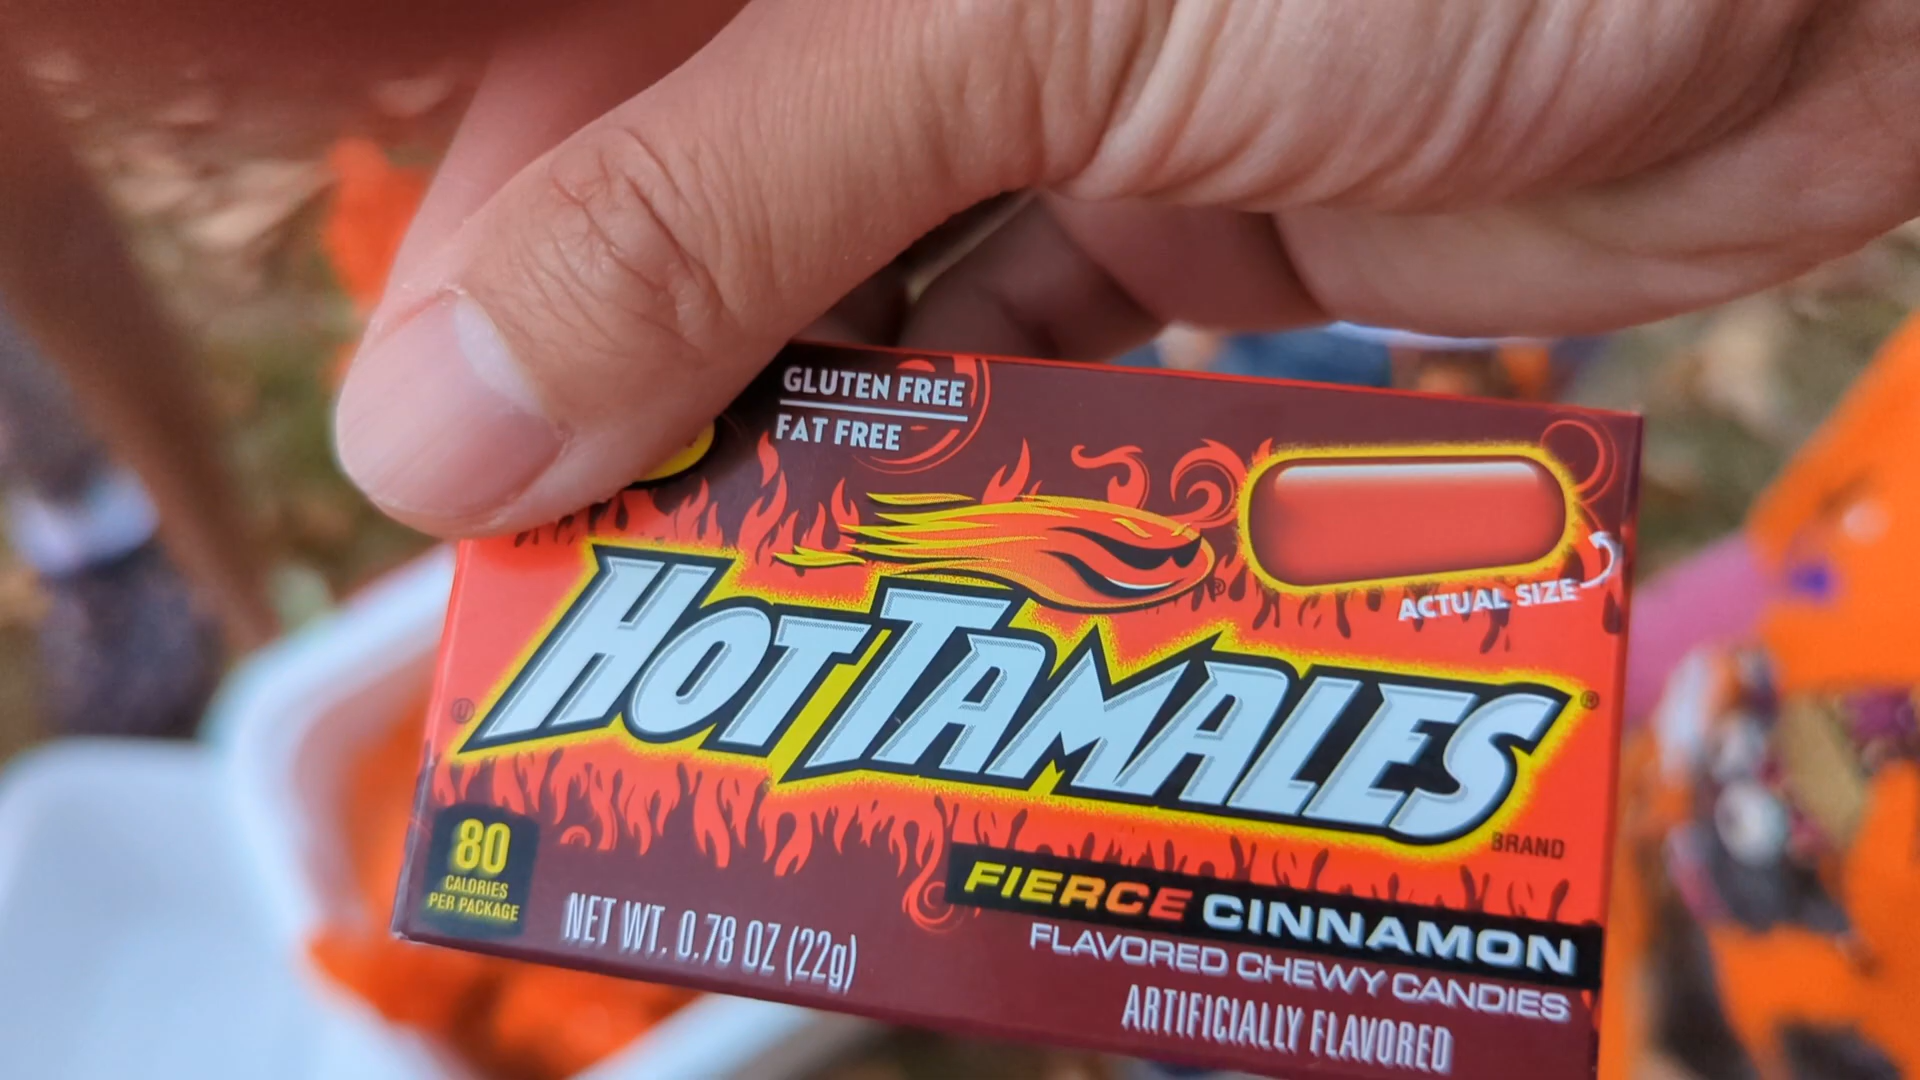 GLUTEN FREE
FAT FREE
ACTUAL SIZE
HOT TAMALES
BRAND
80
CALORIES
PER PACKAGE
NET WT. 0.78 OZ (22g)
FIERCE CINNAMON
FLAVORED CHEWY CANDIES
ARTIFICIALLY FLAVORED